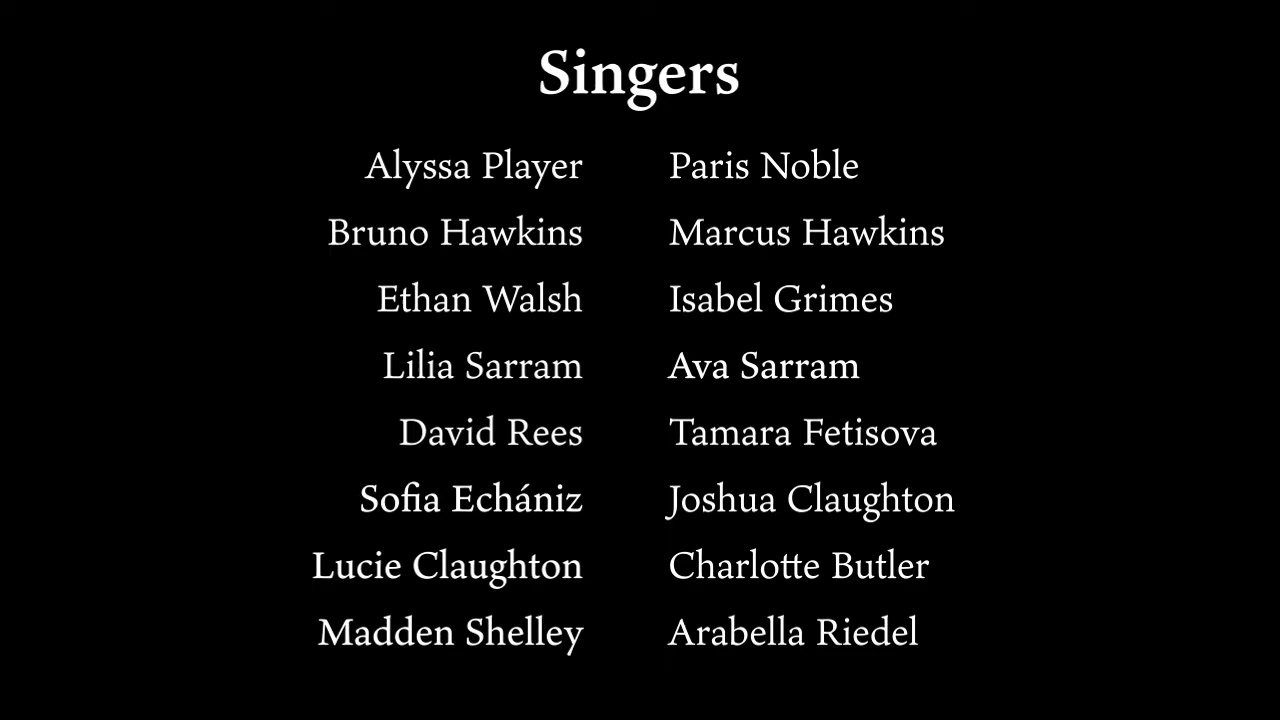 Singers
Alyssa Player Paris Noble
Bruno Hawkins Marcus Hawkins
Ethan Walsh Isabel Grimes
Lilia Sarram Ava Sarram
David Rees Tamara Fetisova
Sofia Echániz Joshua Claughton
Lucie Claughton Charlotte Butler
Madden Shelley Arabella Riedel